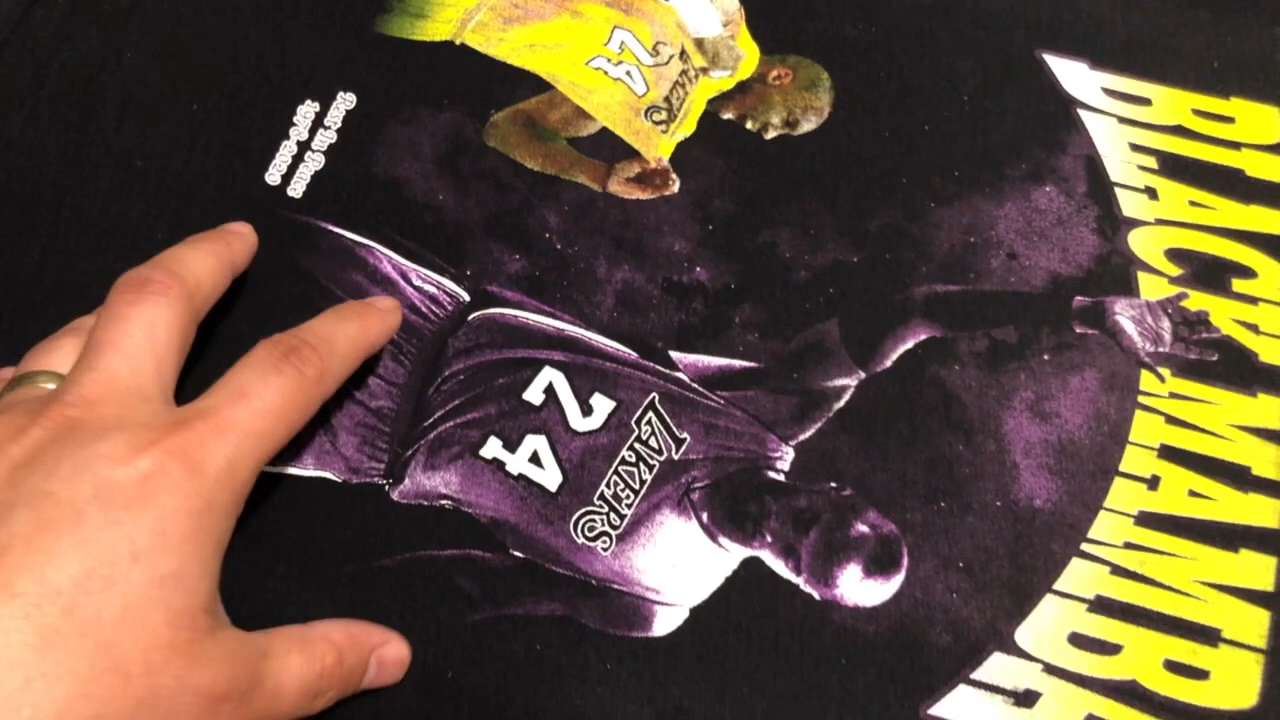 BLACK MAMBA
LAKERS
24
LAKERS
24
Rest In Peace
1978-2020